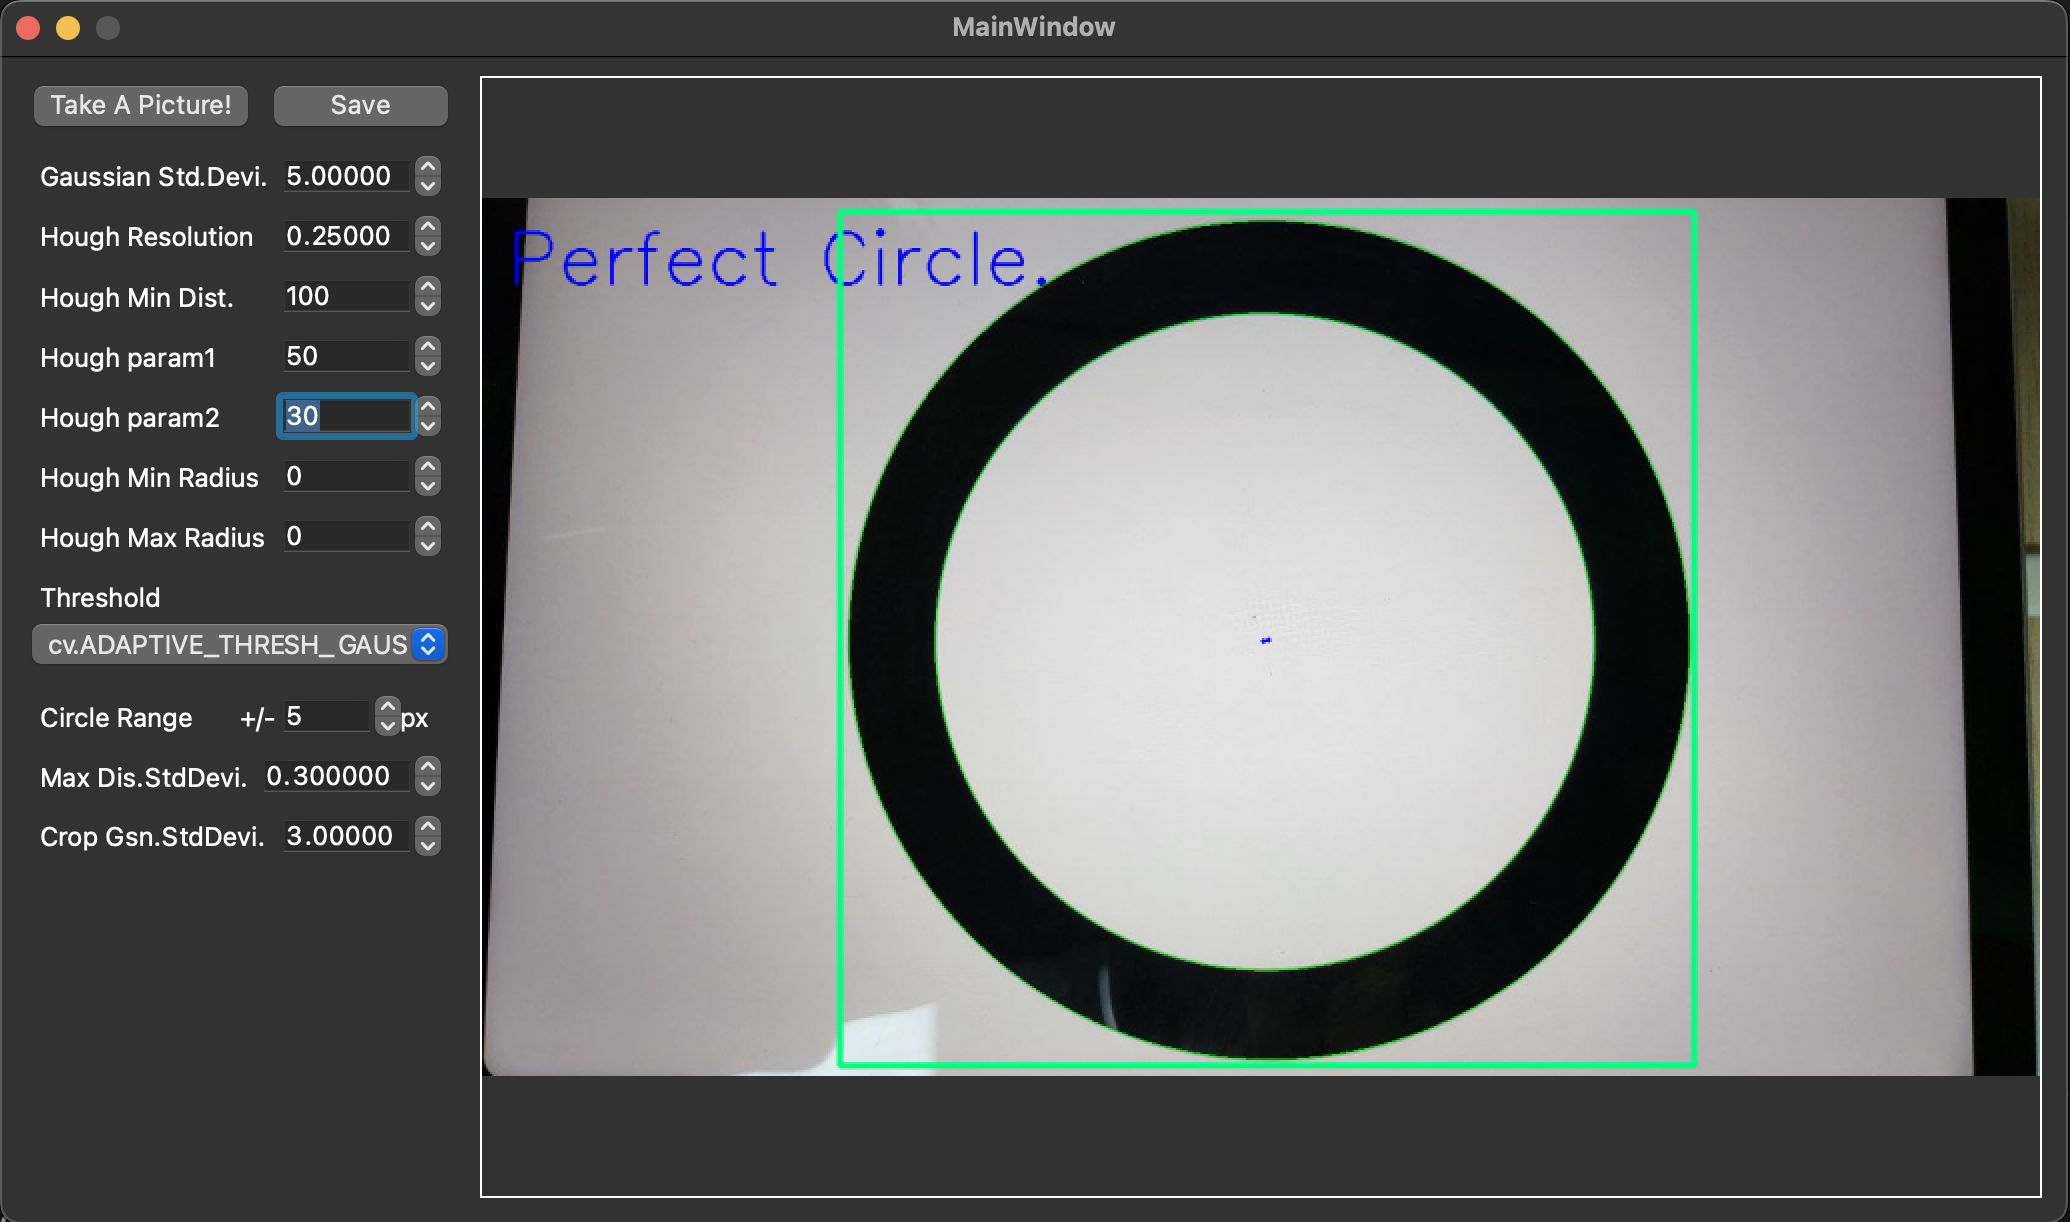 MainWindow
Take A Picture! Save
Gaussian Std.Devi. 5.00000
Hough Resolution 0.25000
Hough Min Dist. 100
Hough param1 50
Hough param2 30
Hough Min Radius 0
Hough Max Radius 0
Threshold
cv.ADAPTIVE_THRESH_GAUS
Circle Range +/- 5 px
Max Dis.StdDevi. 0.300000
Crop Gsn.StdDevi. 3.00000
Perfect Circle.